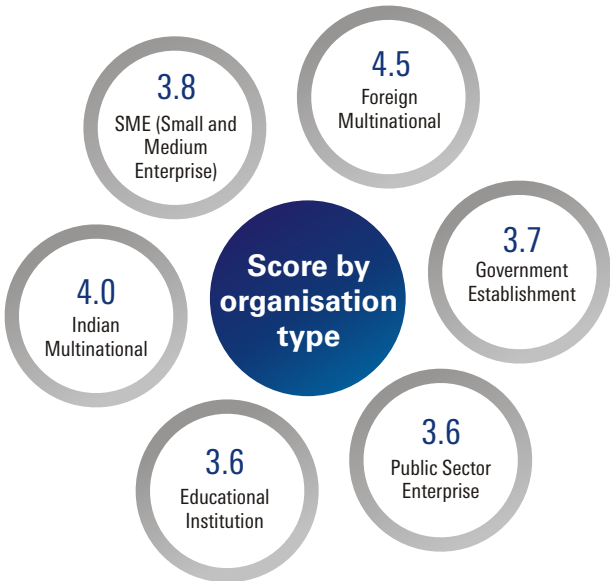 3.8
SME (Small and
Medium
Enterprise)
4.5
Foreign
Multinational
Score by
organisation
type
3.7
Government
Establishment
4.0
Indian
Multinational
3.6
Educational
Institution
3.6
Public Sector
Enterprise